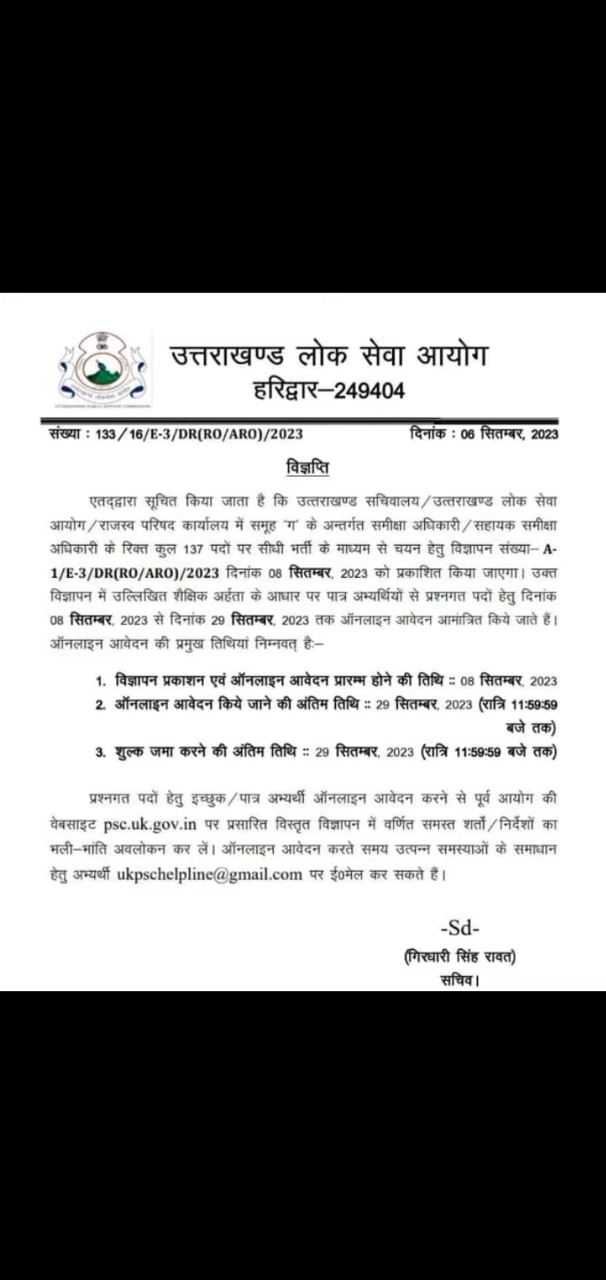 उत्तराखण्ड लोक सेवा आयोग
हरिद्वार–249404
संख्या : 133/16/E-3/DR(RO/ARO)/2023 दिनांक : 06 सितम्बर, 2023
विज्ञप्ति
एतद्द्वारा सूचित किया जाता है कि उत्तराखण्ड सचिवालय/उत्तराखण्ड लोक सेवा
आयोग/राजस्व परिषद कार्यालय में समूह 'ग' के अन्तर्गत समीक्षा अधिकारी/सहायक समीक्षा
अधिकारी के रिक्त कुल 137 पदों पर सीधी भर्ती के माध्यम से चयन हेतु विज्ञापन संख्या– A-
1/E-3/DR(RO/ARO)/2023 दिनांक 08 सितम्बर, 2023 को प्रकाशित किया जाएगा। उक्त
विज्ञापन में उल्लिखित शैक्षिक अर्हता के आधार पर पात्र अभ्यर्थियों से प्रश्नगत पदों हेतु दिनांक
08 सितम्बर, 2023 से दिनांक 29 सितम्बर, 2023 तक ऑनलाइन आवेदन आमंत्रित किये जाते हैं।
ऑनलाइन आवेदन की प्रमुख तिथियां निम्नवत् है:–
1. विज्ञापन प्रकाशन एवं ऑनलाइन आवेदन प्रारम्भ होने की तिथि :: 08 सितम्बर, 2023
2. ऑनलाइन आवेदन किये जाने की अंतिम तिथि :: 29 सितम्बर, 2023 (रात्रि 11:59:59
बजे तक)
3. शुल्क जमा करने की अंतिम तिथि :: 29 सितम्बर, 2023 (रात्रि 11:59:59 बजे तक)
प्रश्नगत पदों हेतु इच्छुक/पात्र अभ्यर्थी ऑनलाइन आवेदन करने से पूर्व आयोग की
वेबसाइट psc.uk.gov.in पर प्रसारित विस्तृत विज्ञापन में वर्णित समस्त शर्तों/निर्देशों का
भली–भांति अवलोकन कर लें। ऑनलाइन आवेदन करते समय उत्पन्न समस्याओं के समाधान
हेतु अभ्यर्थी ukpschelpline@gmail.com पर ई0मेल कर सकते हैं।
-Sd-
(गिरधारी सिंह रावत)
सचिव।